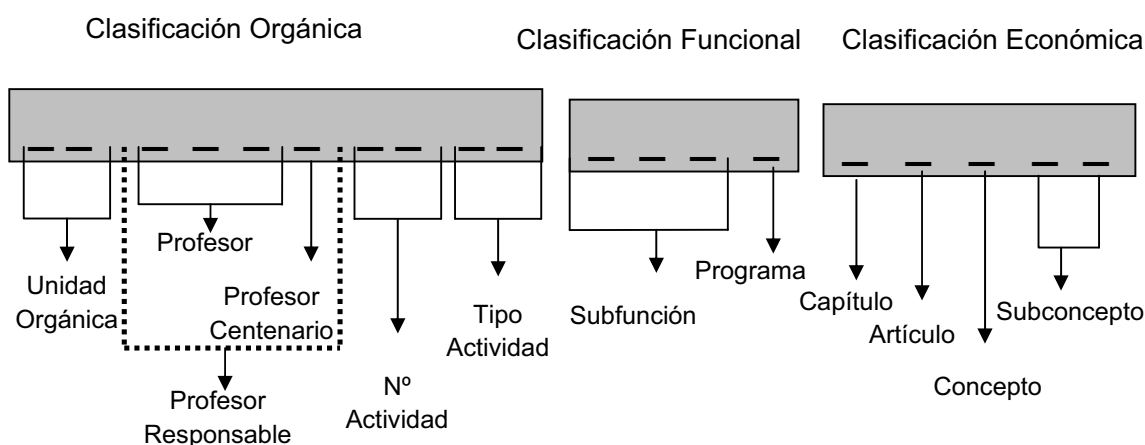 Clasificación Orgánica
Clasificación Funcional
Clasificación Económica
Unidad
Orgánica
Profesor
Profesor
Centenario
Profesor
Responsable
Nº
Actividad
Tipo
Actividad
Subfunción
Programa
Capítulo
Artículo
Concepto
Subconcepto